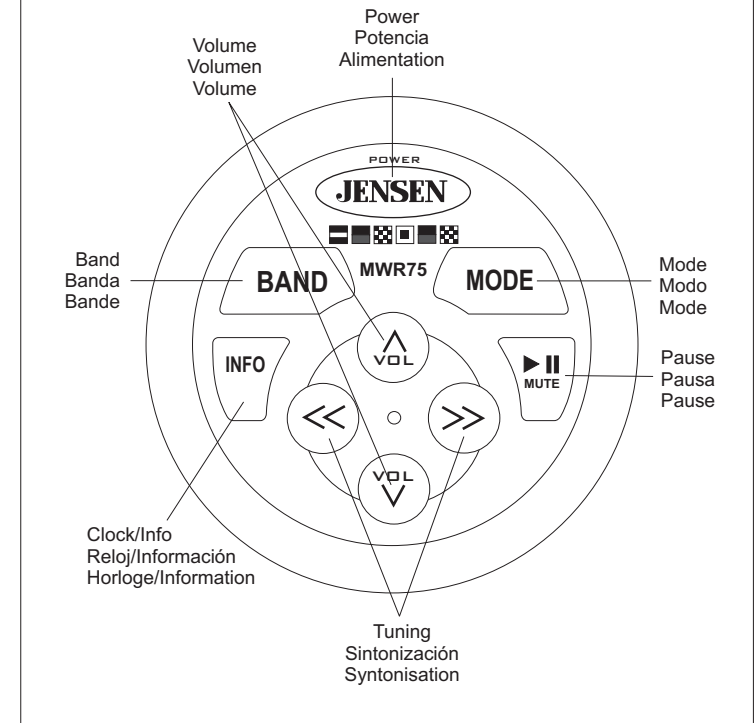 Power
Potencia
Alimentation
Volume
Volumen
Volume
POWER
JENSEN
Band
Banda
Bande
BAND
MWR75
MODE
Mode
Modo
Mode
INFO
VOL
MUTE
Pause
Pausa
Pause
VOL
Clock/Info
Reloj/Información
Horloge/Information
Tuning
Sintonización
Syntonisation